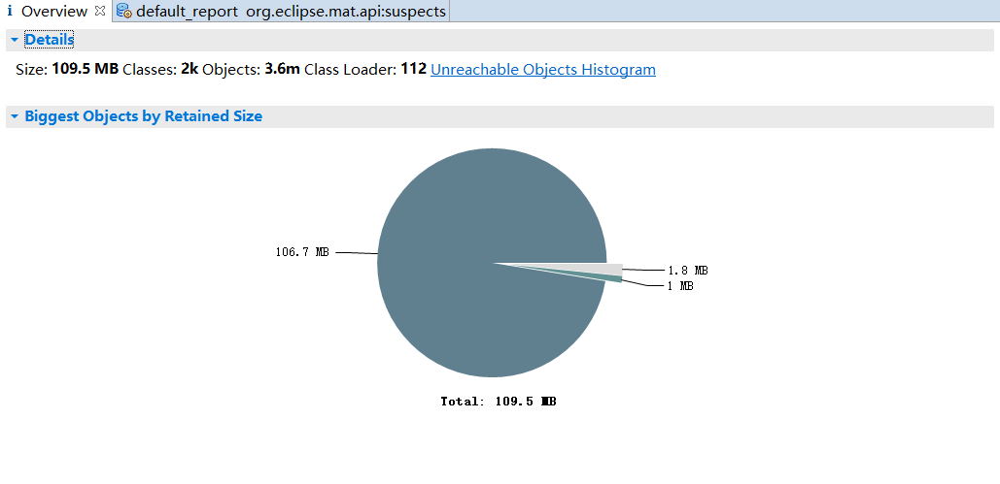 Overview default_report org.eclipse.mat.api:suspects
Details
Size: 109.5 MB Classes: 2k Objects: 3.6m Class Loader: 112 Unreachable Objects Histogram
Biggest Objects by Retained Size
106.7 MB
1.8 MB
1 MB
Total: 109.5 MB